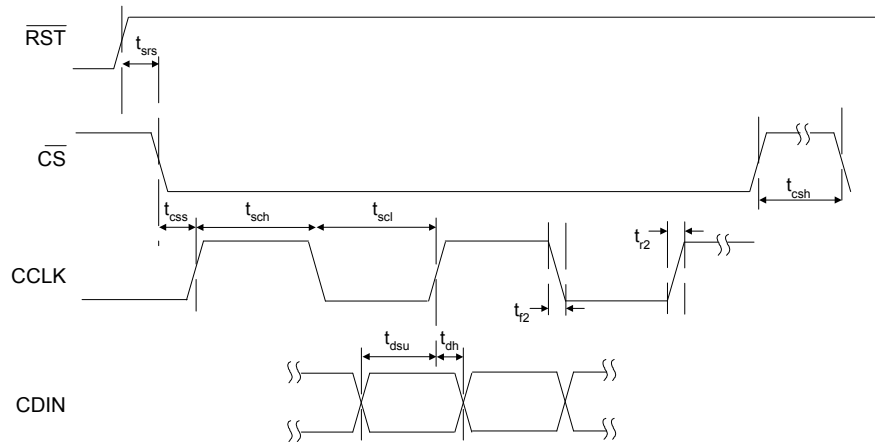 RST
t_srs
CS
t_csh
t_css t_sch t_scl
t_r2
CCLK
t_f2
t_dsu t_dh
CDIN